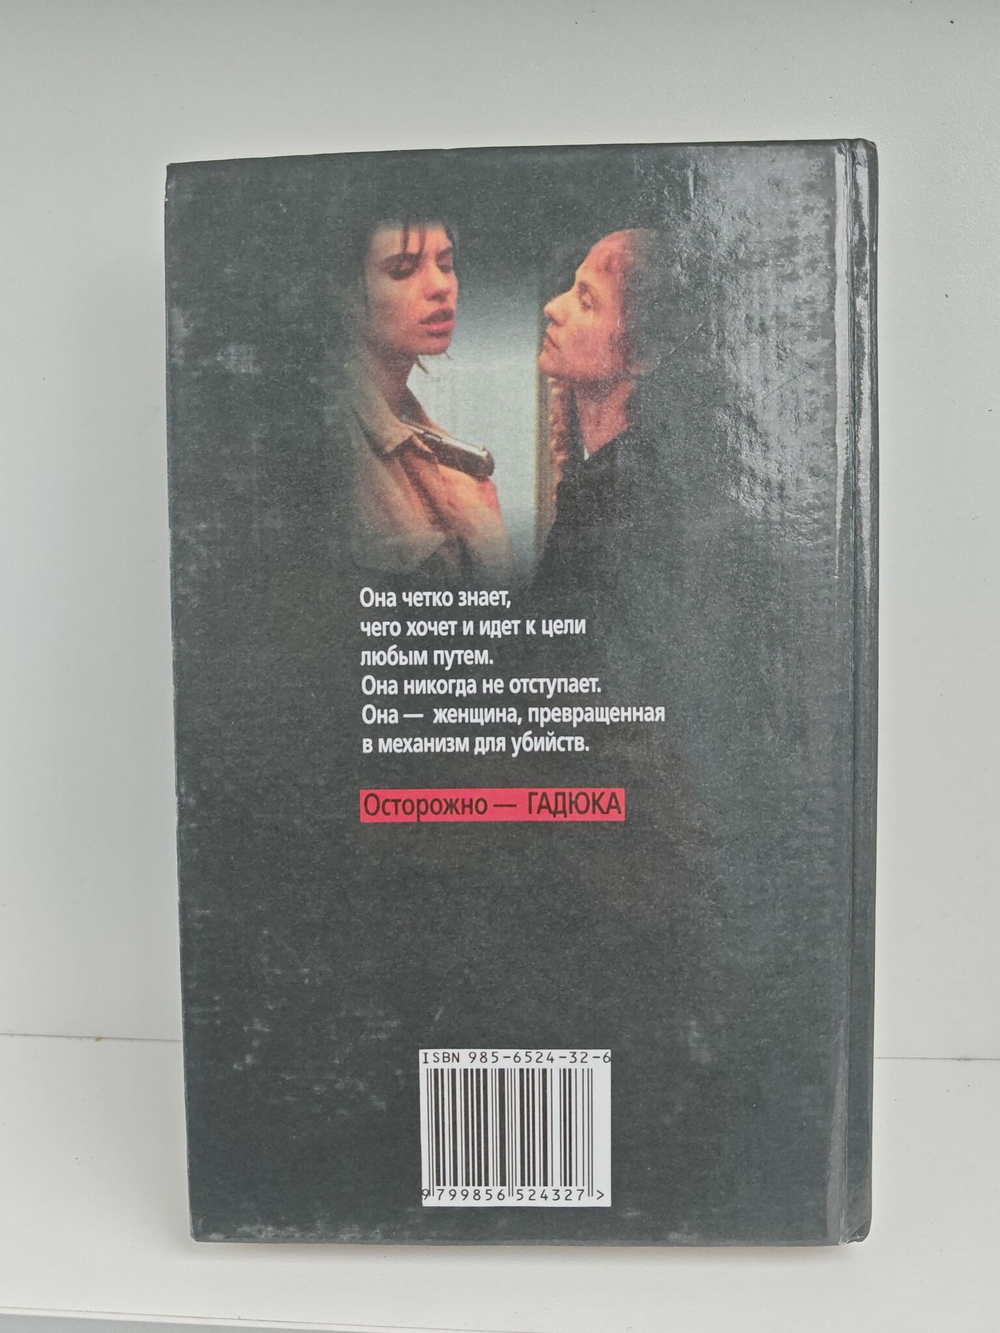 Она четко знает,
чего хочет и идет к цели
любым путем.
Она никогда не отступает.
Она — женщина, превращенная
в механизм для убийств.
Осторожно — ГАДЮКА
ISBN 985-6524-32-6
9 799856 524327 >